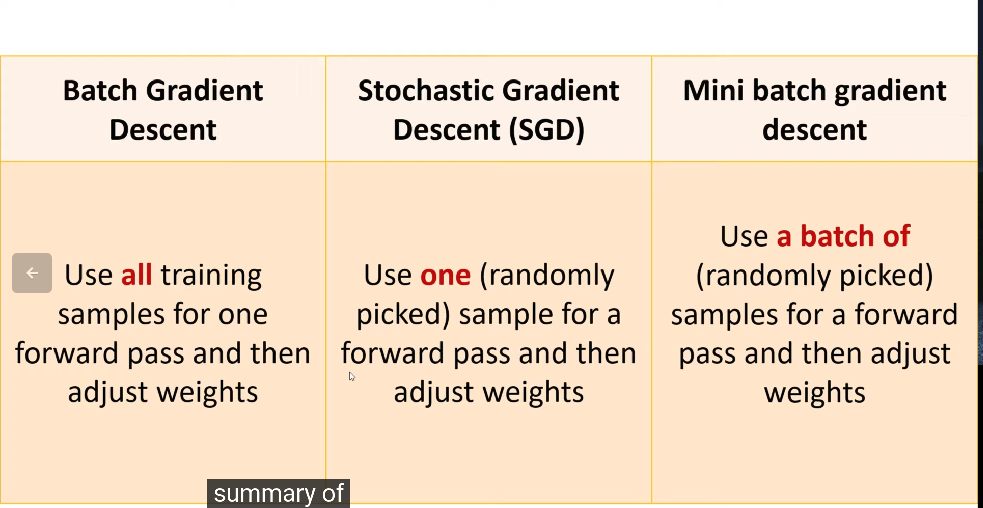 Batch Gradient
Descent
Stochastic Gradient
Descent (SGD)
Mini batch gradient
descent
Use all training
samples for one
forward pass and then
adjust weights
Use one (randomly
picked) sample for a
forward pass and then
adjust weights
Use a batch of
(randomly picked)
samples for a forward
pass and then adjust
weights
summary of